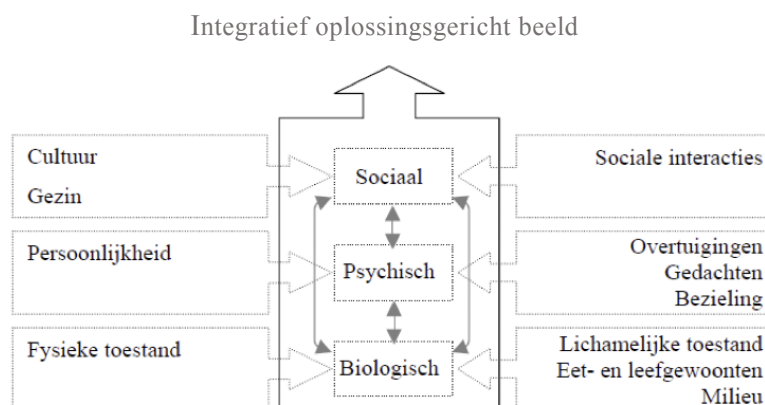 Integratief oplossingsgericht beeld
Cultuur
Gezin
Sociaal
Sociale interacties
Persoonlijkheid
Psychisch
Overtuigingen
Gedachten
Bezieling
Fysieke toestand
Biologisch
Lichamelijke toestand
Eet- en leefgewoonten
Milieu